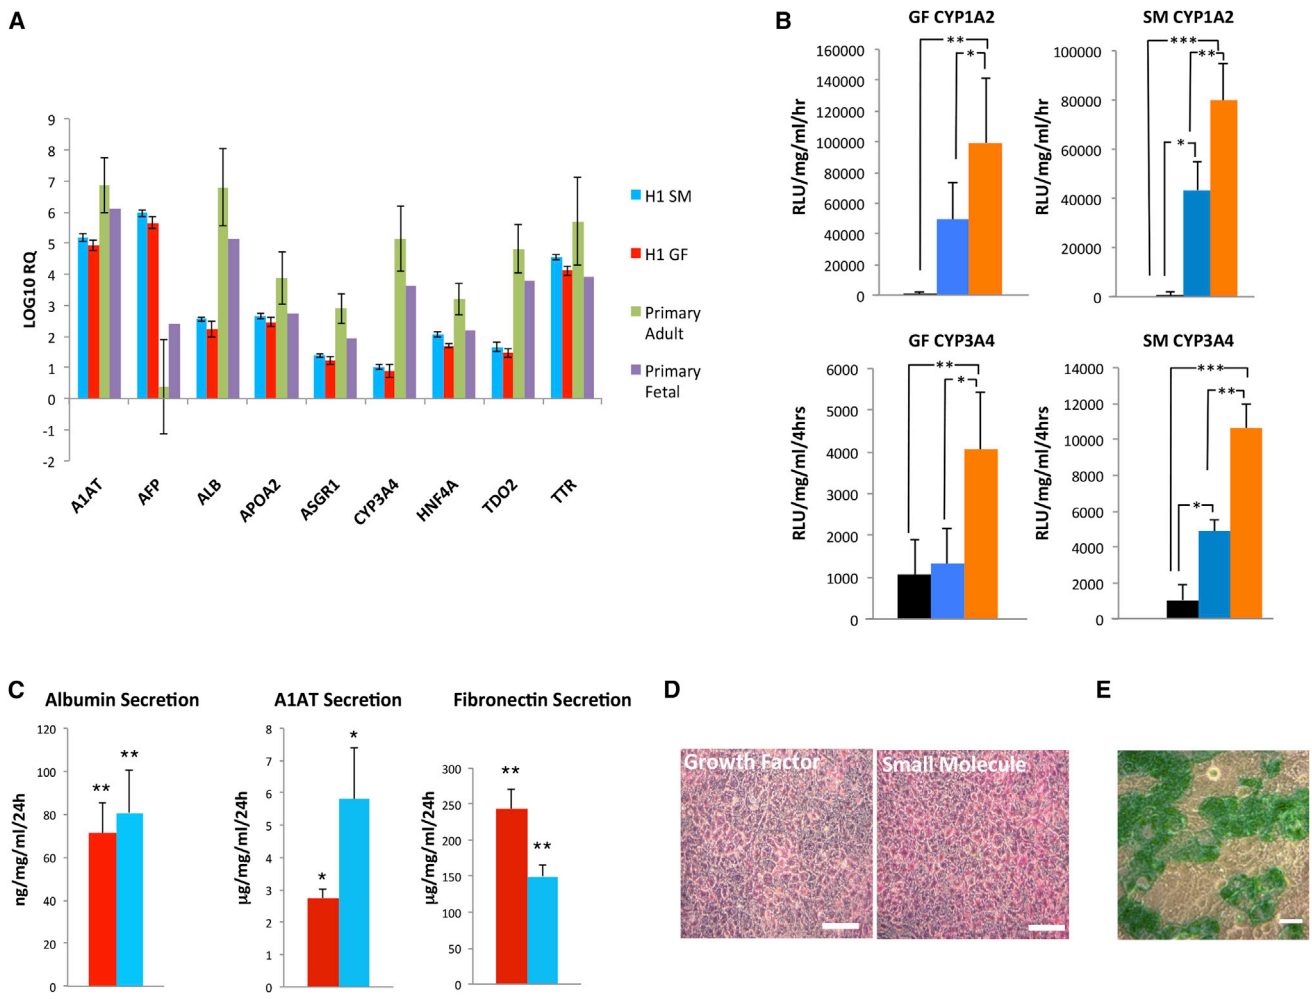 A
LOG10 RQ
9
8
7
6
5
4
3
2
1
0
-1
-2
A1AT
AFP
ALB
APOA2
ASGR1
CYP3A4
HNF4A
TDO2
TTR
H1 SM
H1 GF
Primary
Adult
Primary
Fetal
B
GF CYP1A2
RLU/mg/ml/hr
160000
140000
120000
100000
80000
60000
40000
20000
0
**
*
SM CYP1A2
RLU/mg/ml/hr
100000
80000
60000
40000
20000
0
***
**
*
GF CYP3A4
RLU/mg/ml/4hrs
6000
5000
4000
3000
2000
1000
0
**
*
SM CYP3A4
RLU/mg/ml/4hrs
14000
12000
10000
8000
6000
4000
2000
0
***
**
*
C
Albumin Secretion
ng/mg/ml/24h
120
100
80
60
40
20
0
**
**
A1AT Secretion
µg/mg/ml/24h
8
7
6
5
4
3
2
1
0
*
*
Fibronectin Secretion
µg/mg/ml/24h
300
250
200
150
100
50
0
**
**
D
Growth Factor
Small Molecule
E